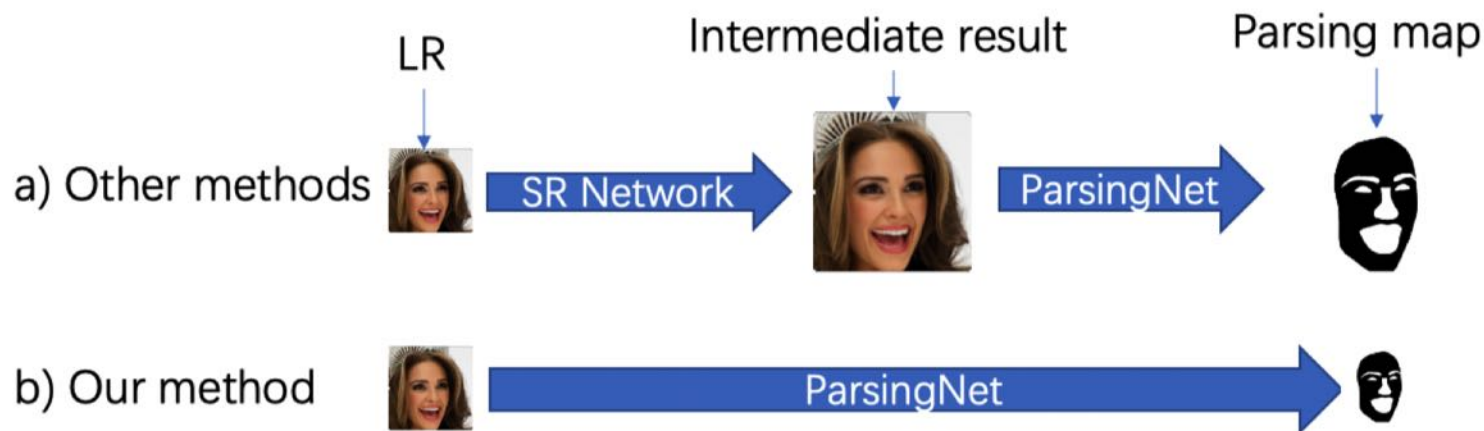 LR
Intermediate result
Parsing map
a) Other methods
SR Network
ParsingNet
b) Our method
ParsingNet